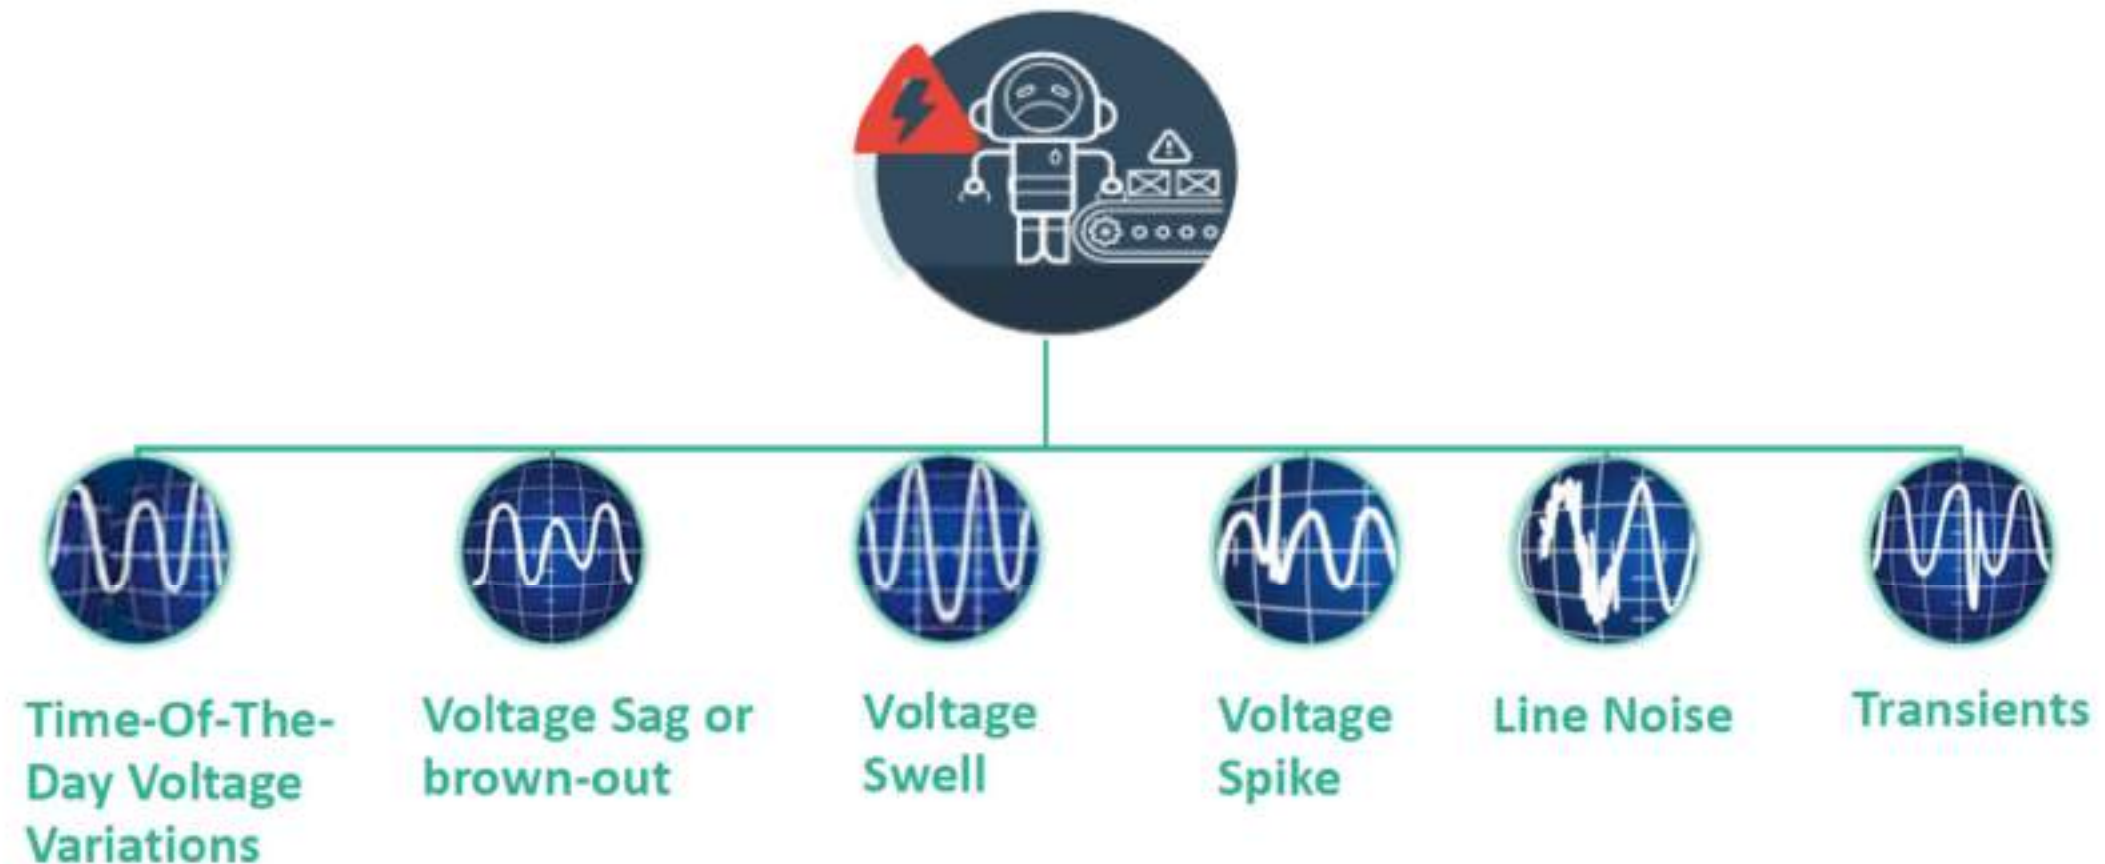 Time-Of-The-
Day Voltage
Variations
Voltage Sag or
brown-out
Voltage
Swell
Voltage
Spike
Line Noise
Transients